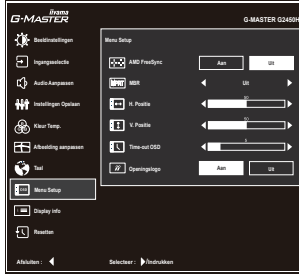 iiyama
G-MASTER
G-MASTER G2450H
Beeldinstellingen
Ingangsselectie
Audio Aanpassen
Instellingen Opslaan
Kleur Temp.
Afbeelding aanpassen
Taal
Menu Setup
Display info
Resetten
Menu Setup
AMD FreeSync
Aan
Uit
MPRT
MBR
Uit
H. Positie
50
V. Positie
50
Time-out OSD
Openingslogo
Aan
Uit
Afsluiten :
Selecteer :
/Indrukken